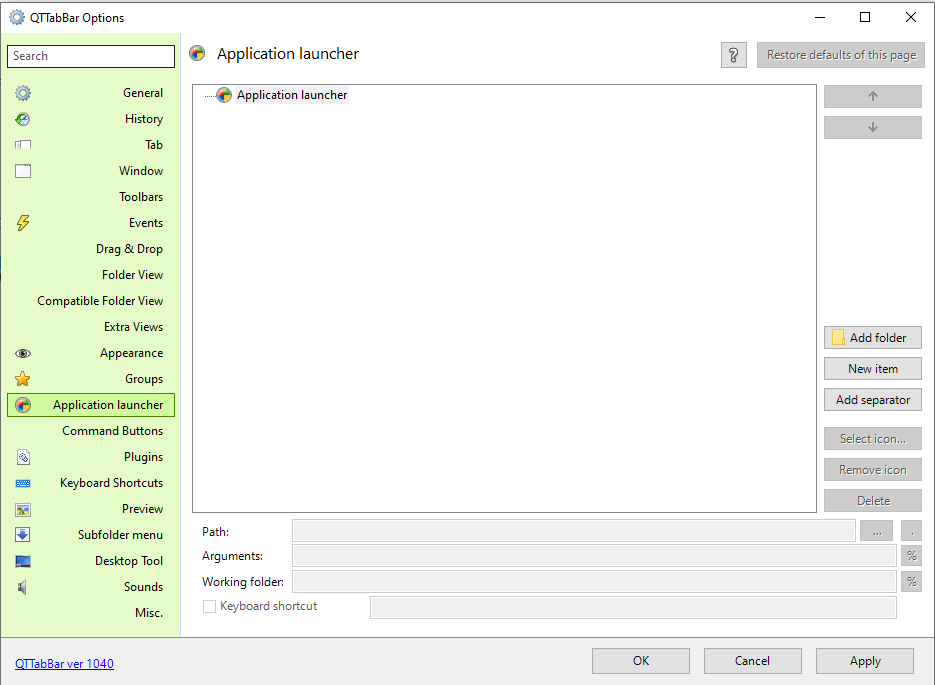 QTTabBar Options
Search
General
History
Tab
Window
Toolbars
Events
Drag & Drop
Folder View
Compatible Folder View
Extra Views
Appearance
Groups
Application launcher
Command Buttons
Plugins
Keyboard Shortcuts
Preview
Subfolder menu
Desktop Tool
Sounds
Misc.
Application launcher
?
Restore defaults of this page
Application launcher
Add folder
New item
Add separator
Select icon...
Remove icon
Delete
Path:
... .
Arguments:
%
Working folder:
%
Keyboard shortcut
QTTabBar ver 1040
OK
Cancel
Apply